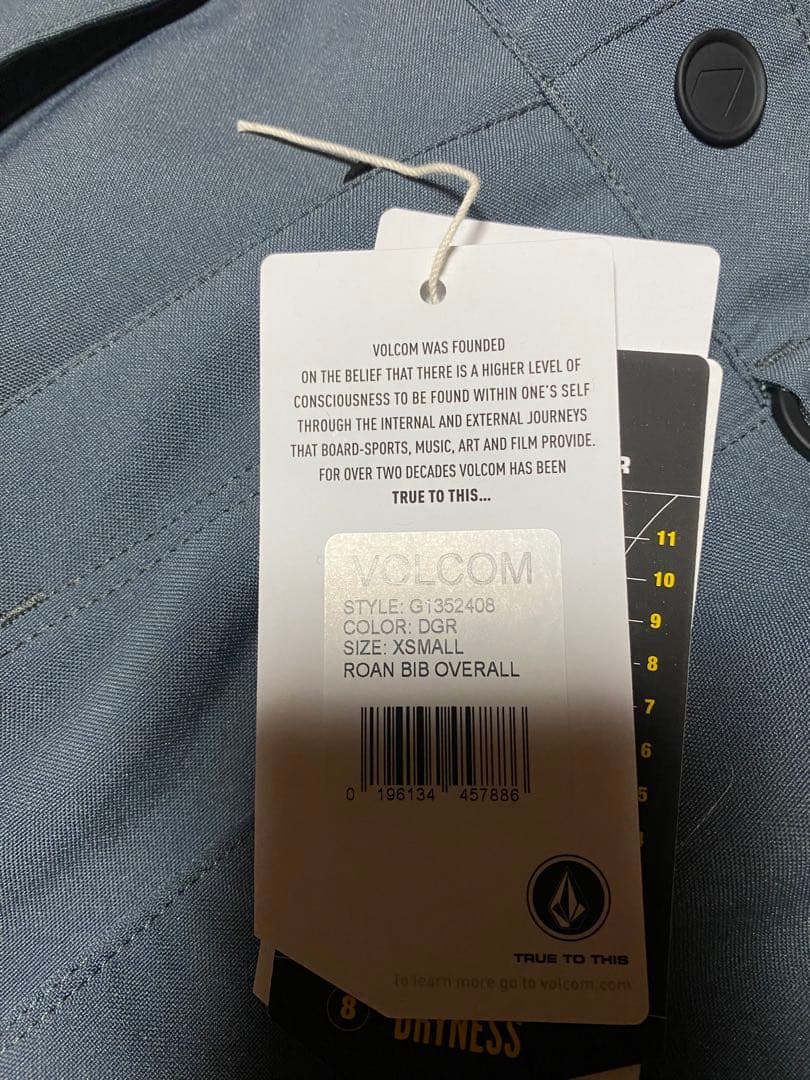 VOLCOM WAS FOUNDED
ON THE BELIEF THAT THERE IS A HIGHER LEVEL OF
CONSCIOUSNESS TO BE FOUND WITHIN ONE'S SELF
THROUGH THE INTERNAL AND EXTERNAL JOURNEYS
THAT BOARD-SPORTS, MUSIC, ART AND FILM PROVIDE.
FOR OVER TWO DECADES VOLCOM HAS BEEN
TRUE TO THIS...
VOLCOM
STYLE: G1352408
COLOR: DGR
SIZE: XSMALL
ROAN BIB OVERALL
0 196134 457886
TRUE TO THIS
To learn more go to volcom.com
R
11
10
9
8
7
6
5
8
DRYNESS